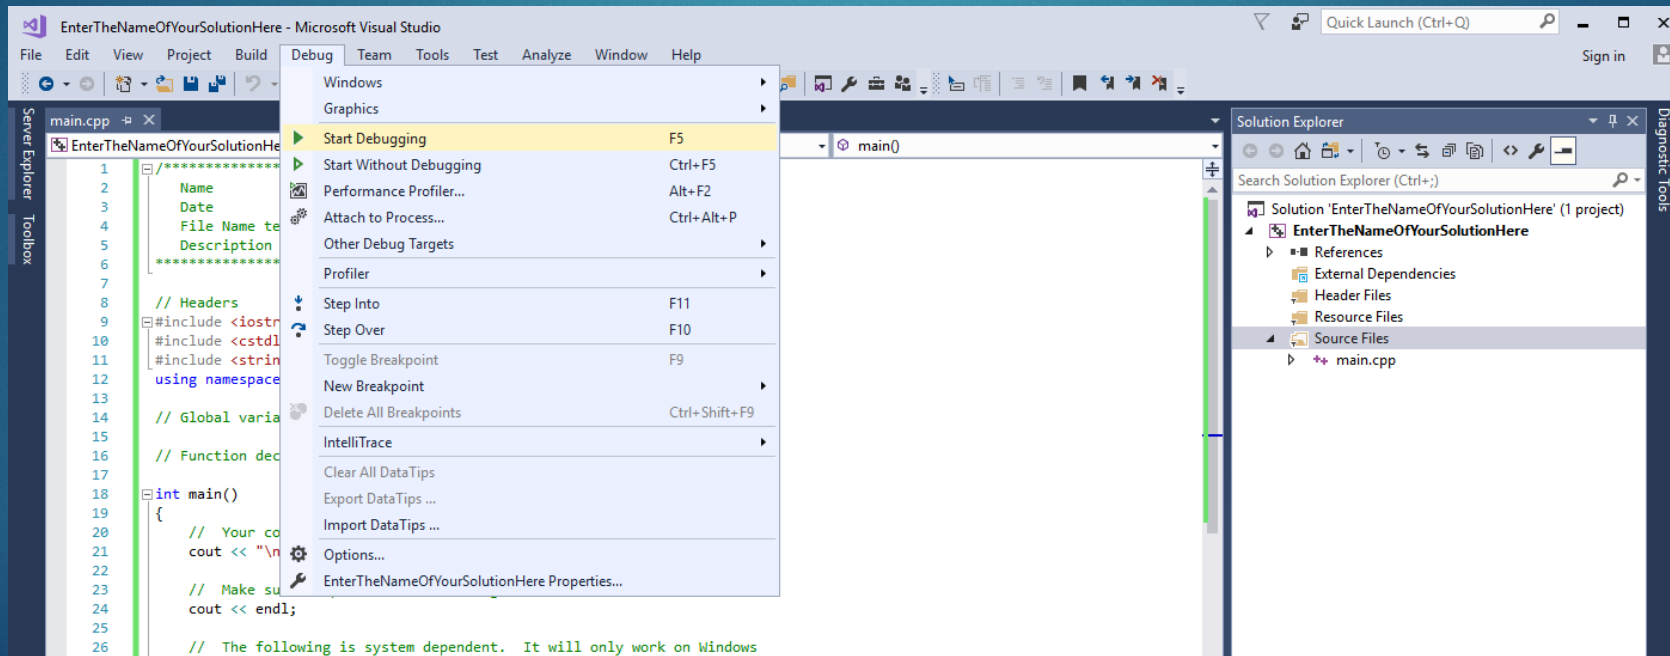 EnterTheNameOfYourSolutionHere - Microsoft Visual Studio
Quick Launch (Ctrl+Q)
File Edit View Project Build Debug Team Tools Test Analyze Window Help
Sign in
Server Explorer
Toolbox
main.cpp
EnterTheNameOfYourSolutionHe
main()
1 /***************
2 Name
3 Date
4 File Name te
5 Description
6 ***************
7
8 // Headers
9 #include <iostr
10 #include <cstdl
11 #include <strin
12 using namespace
13
14 // Global varia
15
16 // Function dec
17
18 int main()
19 {
20 // Your co
21 cout << "\n
22
23 // Make su
24 cout << endl;
25
26 // The following is system dependent. It will only work on Windows
Windows
Graphics
Start Debugging F5
Start Without Debugging Ctrl+F5
Performance Profiler... Alt+F2
Attach to Process... Ctrl+Alt+P
Other Debug Targets
Profiler
Step Into F11
Step Over F10
Toggle Breakpoint F9
New Breakpoint
Delete All Breakpoints Ctrl+Shift+F9
IntelliTrace
Clear All DataTips
Export DataTips ...
Import DataTips ...
Options...
EnterTheNameOfYourSolutionHere Properties...
Solution Explorer
Search Solution Explorer (Ctrl+;)
Solution 'EnterTheNameOfYourSolutionHere' (1 project)
EnterTheNameOfYourSolutionHere
References
External Dependencies
Header Files
Resource Files
Source Files
main.cpp
Diagnostic Tools